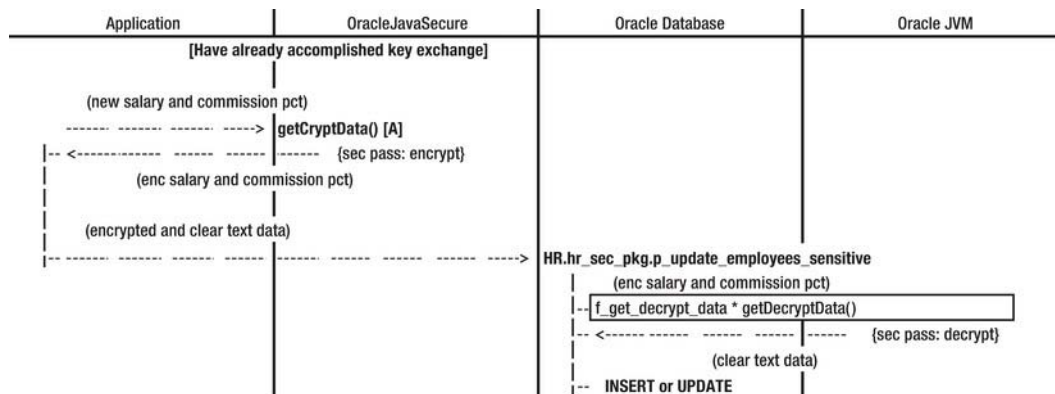 Application OracleJavaSecure Oracle Database Oracle JVM
[Have already accomplished key exchange]
(new salary and commission pct)
getCryptData() [A]
{sec pass: encrypt}
(enc salary and commission pct)
(encrypted and clear text data)
HR.hr_sec_pkg.p_update_employees_sensitive
(enc salary and commission pct)
f_get_decrypt_data * getDecryptData()
{sec pass: decrypt}
(clear text data)
INSERT or UPDATE